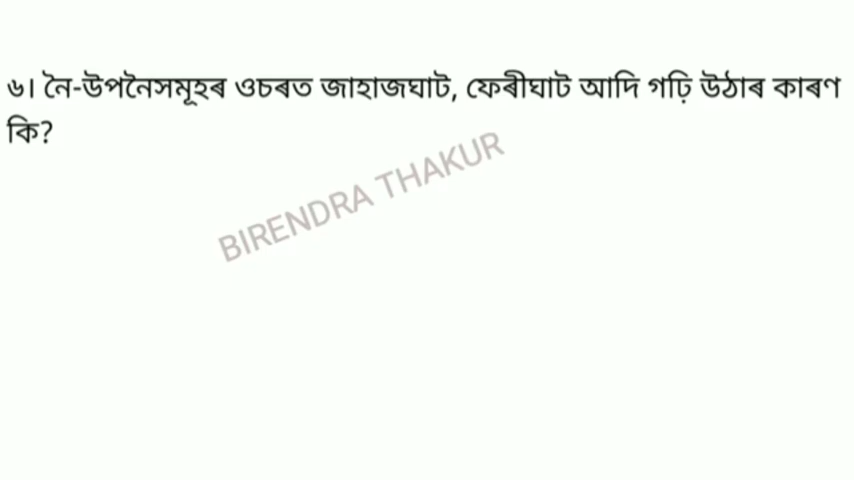 ৬। নৈ-উপনৈসমূহৰ ওচৰত জাহাজঘাট, ফেৰীঘাট আদি গঢ়ি উঠাৰ কাৰণ
কি?
BIRENDRA THAKUR